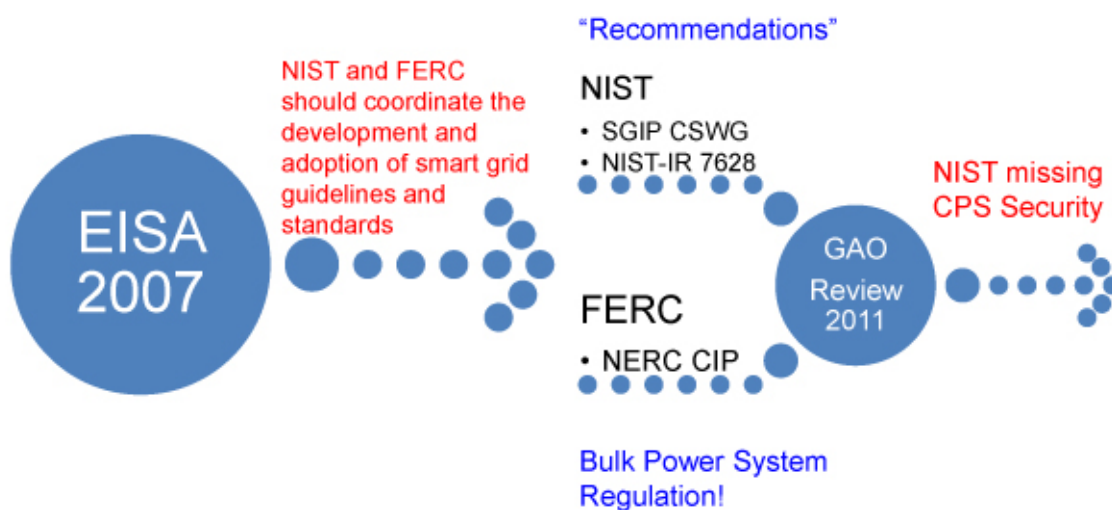 EISA
2007
NIST and FERC
should coordinate the
development and
adoption of smart grid
guidelines and
standards
“Recommendations”
NIST
• SGIP CSWG
• NIST-IR 7628
FERC
• NERC CIP
Bulk Power System
Regulation!
GAO
Review
2011
NIST missing
CPS Security